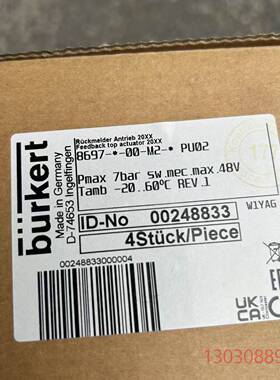 bürkert
Made in Germany
D-74653 Ingelfingen
Rückmelder Antrieb 20XX
Feedback top actuator 20XX
8697-*-00-M2-* PU02
Pmax 7bar sw.mec.max.48V
Tamb -20..60°C REV.1
W1YAG
ID-No 00248833
4Stück/Piece
00248833000004
UK
CA
13030889